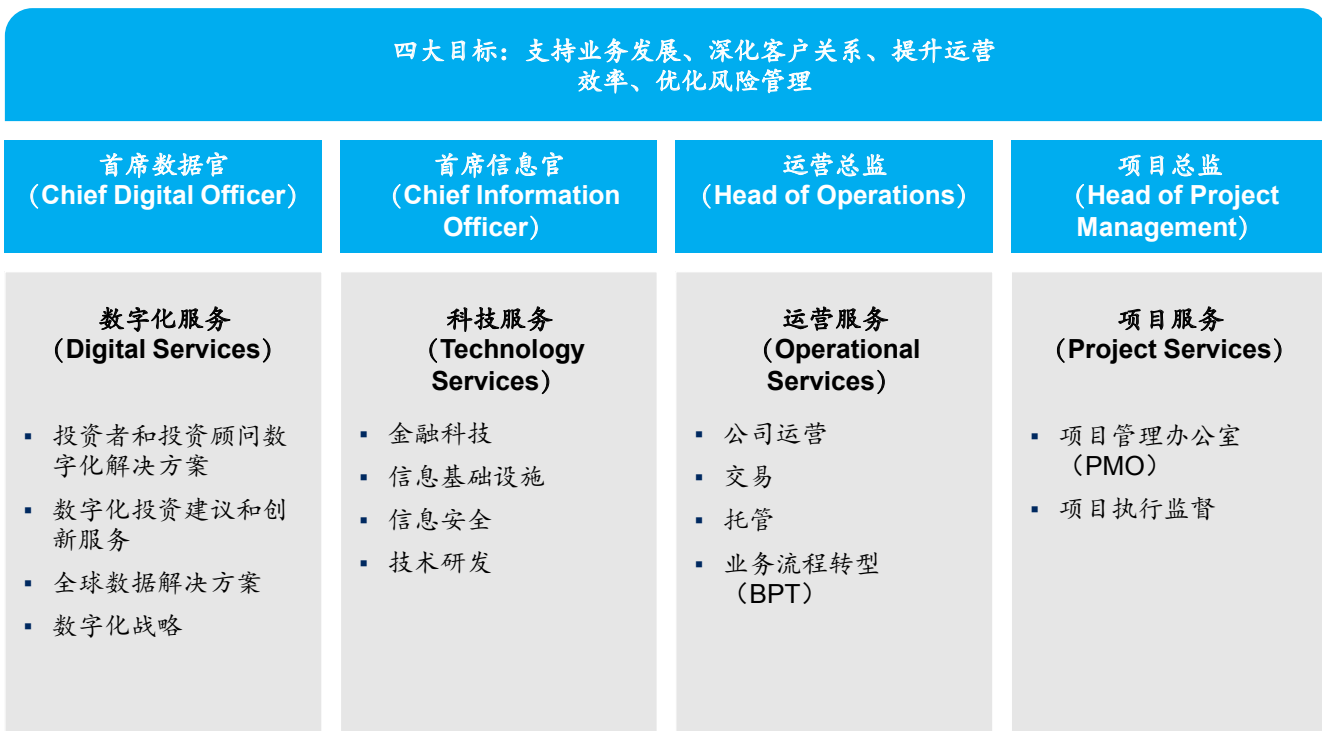 四大目标：支持业务发展、深化客户关系、提升运营
效率、优化风险管理
首席数据官
（Chief Digital Officer）
首席信息官
（Chief Information
Officer）
运营总监
（Head of Operations）
项目总监
（Head of Project
Management）
数字化服务
（Digital Services）
▪ 投资者和投资顾问数
字化解决方案
▪ 数字化投资建议和创
新服务
▪ 全球数据解决方案
▪ 数字化战略
科技服务
（Technology
Services）
▪ 金融科技
▪ 信息基础设施
▪ 信息安全
▪ 技术研发
运营服务
（Operational
Services）
▪ 公司运营
▪ 交易
▪ 托管
▪ 业务流程转型
（BPT）
项目服务
（Project Services）
▪ 项目管理办公室
（PMO）
▪ 项目执行监督